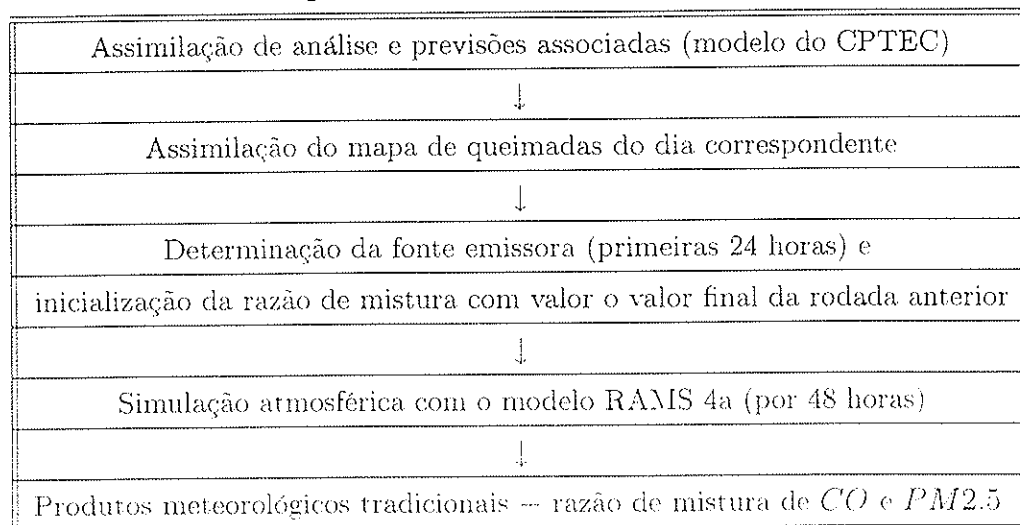 Assimilação de análise e previsões associadas (modelo do CPTEC)
↓
Assimilação do mapa de queimadas do dia correspondente
↓
Determinação da fonte emissora (primeiras 24 horas) e
inicialização da razão de mistura com valor o valor final da rodada anterior
↓
Simulação atmosférica com o modelo RAMS 4a (por 48 horas)
↓
Produtos meteorológicos tradicionais – razão de mistura de CO e PM2.5